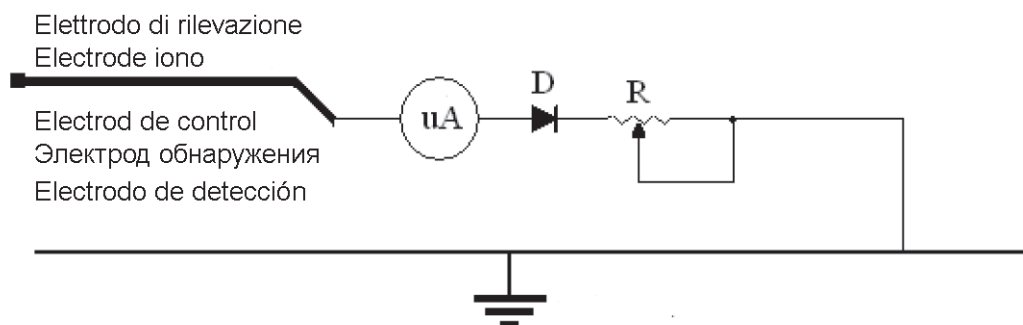 Elettrodo di rilevazione
Electrode iono
Electrod de control
Электрод обнаружения
Electrodo de detección
uA
D
R